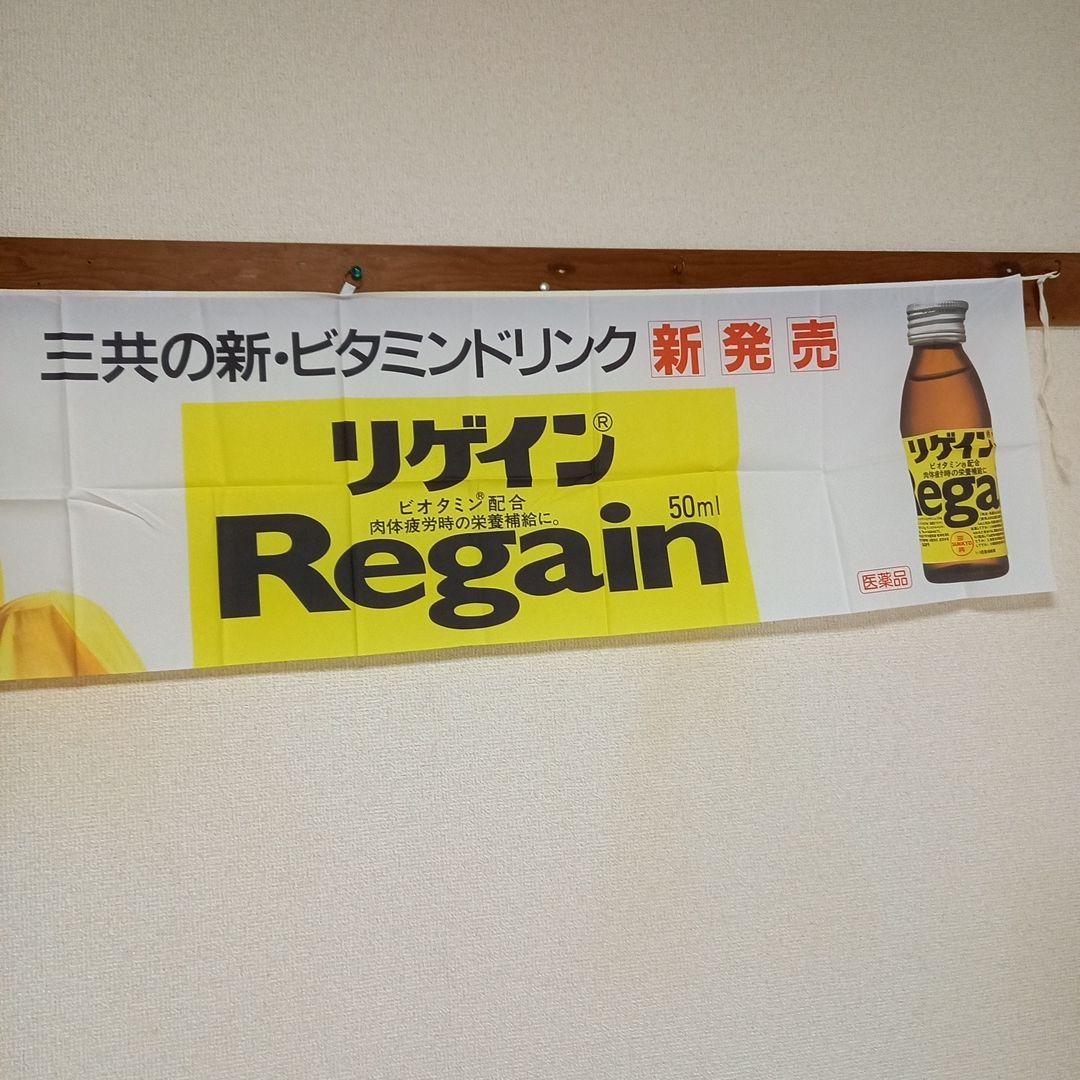 三共の新・ビタミンドリンク 新発売
リゲイン®
ビオタミン®配合
肉体疲労時の栄養補給に。
50ml
Regain
医薬品
リゲイン
ビオタミン®配合
肉体疲労時の栄養補給に
ega
SANKYO